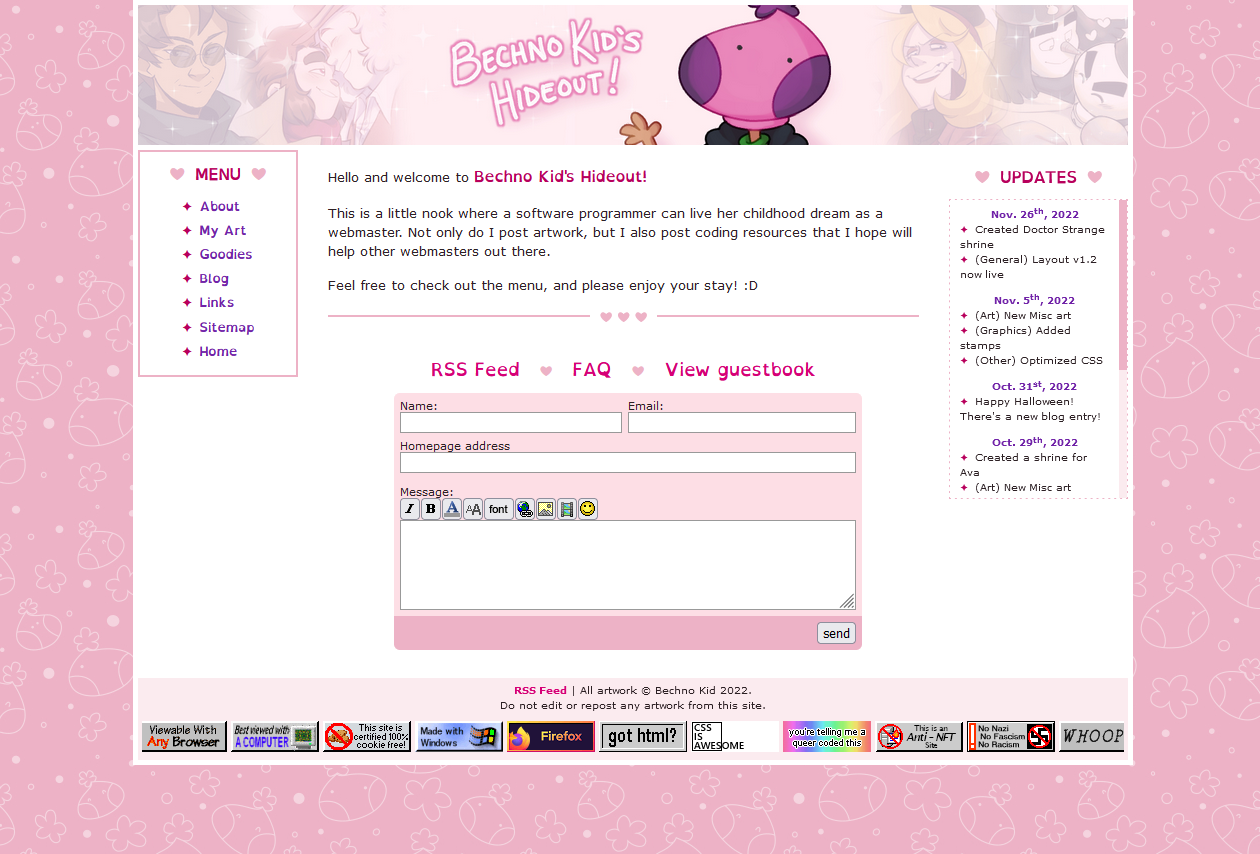 Bechno Kid's
Hideout!
MENU
✦ About
✦ My Art
✦ Goodies
✦ Blog
✦ Links
✦ Sitemap
✦ Home
Hello and welcome to Bechno Kid's Hideout!
This is a little nook where a software programmer can live her childhood dream as a
webmaster. Not only do I post artwork, but I also post coding resources that I hope will
help other webmasters out there.
Feel free to check out the menu, and please enjoy your stay! :D
RSS Feed FAQ View guestbook
Name: Email:
Homepage address
Message:
I B A AA font
send
UPDATES
Nov. 26th, 2022
✦ Created Doctor Strange
shrine
✦ (General) Layout v1.2
now live
Nov. 5th, 2022
✦ (Art) New Misc art
✦ (Graphics) Added
stamps
✦ (Other) Optimized CSS
Oct. 31st, 2022
✦ Happy Halloween!
There's a new blog entry!
Oct. 29th, 2022
✦ Created a shrine for
Ava
✦ (Art) New Misc art
RSS Feed | All artwork © Bechno Kid 2022.
Do not edit or repost any artwork from this site.
Viewable With
Any Browser
Best viewed with
A COMPUTER
This site is
certified 100%
cookie free!
Made with
Windows
Firefox
got html?
CSS
IS
AWESOME
you're telling me a
queer coded this
This is an
Anti-NFT
Site
No Nazi
No Fascism
No Racism
WHOOP